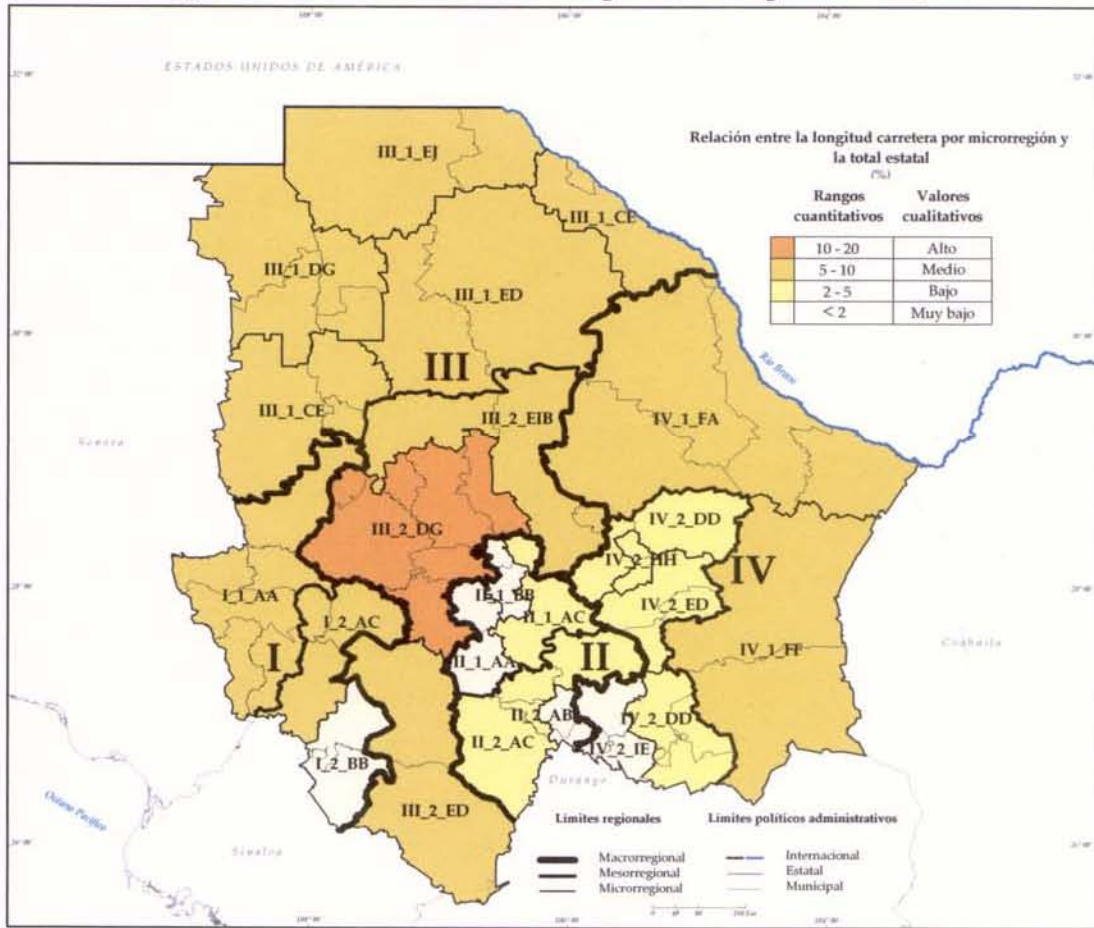 ESTADOS UNIDOS DE AMÉRICA
Relación entre la longitud carretera por microrregión y
la total estatal
(%)
Rangos cuantitativos
Valores cualitativos
10 - 20 Alto
5 - 10 Medio
2 - 5 Bajo
< 2 Muy bajo
III_1_EJ
III_1_CE
III_1_DG
III_1_ED
III
Río Bravo
III_1_CE
III_2_EIB
IV_1_FA
Sonora
III_2_DG
IV_2_DD
IV_2_HH
IV
I_1_AA
II_1_BB
IV_2_ED
I_2_AC
II_1_AC
Coahuila
I
II_1_AA
II
IV_1_FF
II_2_AB
IV_2_DD
II_2_AC
IV_2_IE
I_2_BB
Durango
III_2_ED
Océano Pacífico
Sinaloa
Límites regionales
Macrorregional
Mesorregional
Microrregional
Límites políticos administrativos
Internacional
Estatal
Municipal